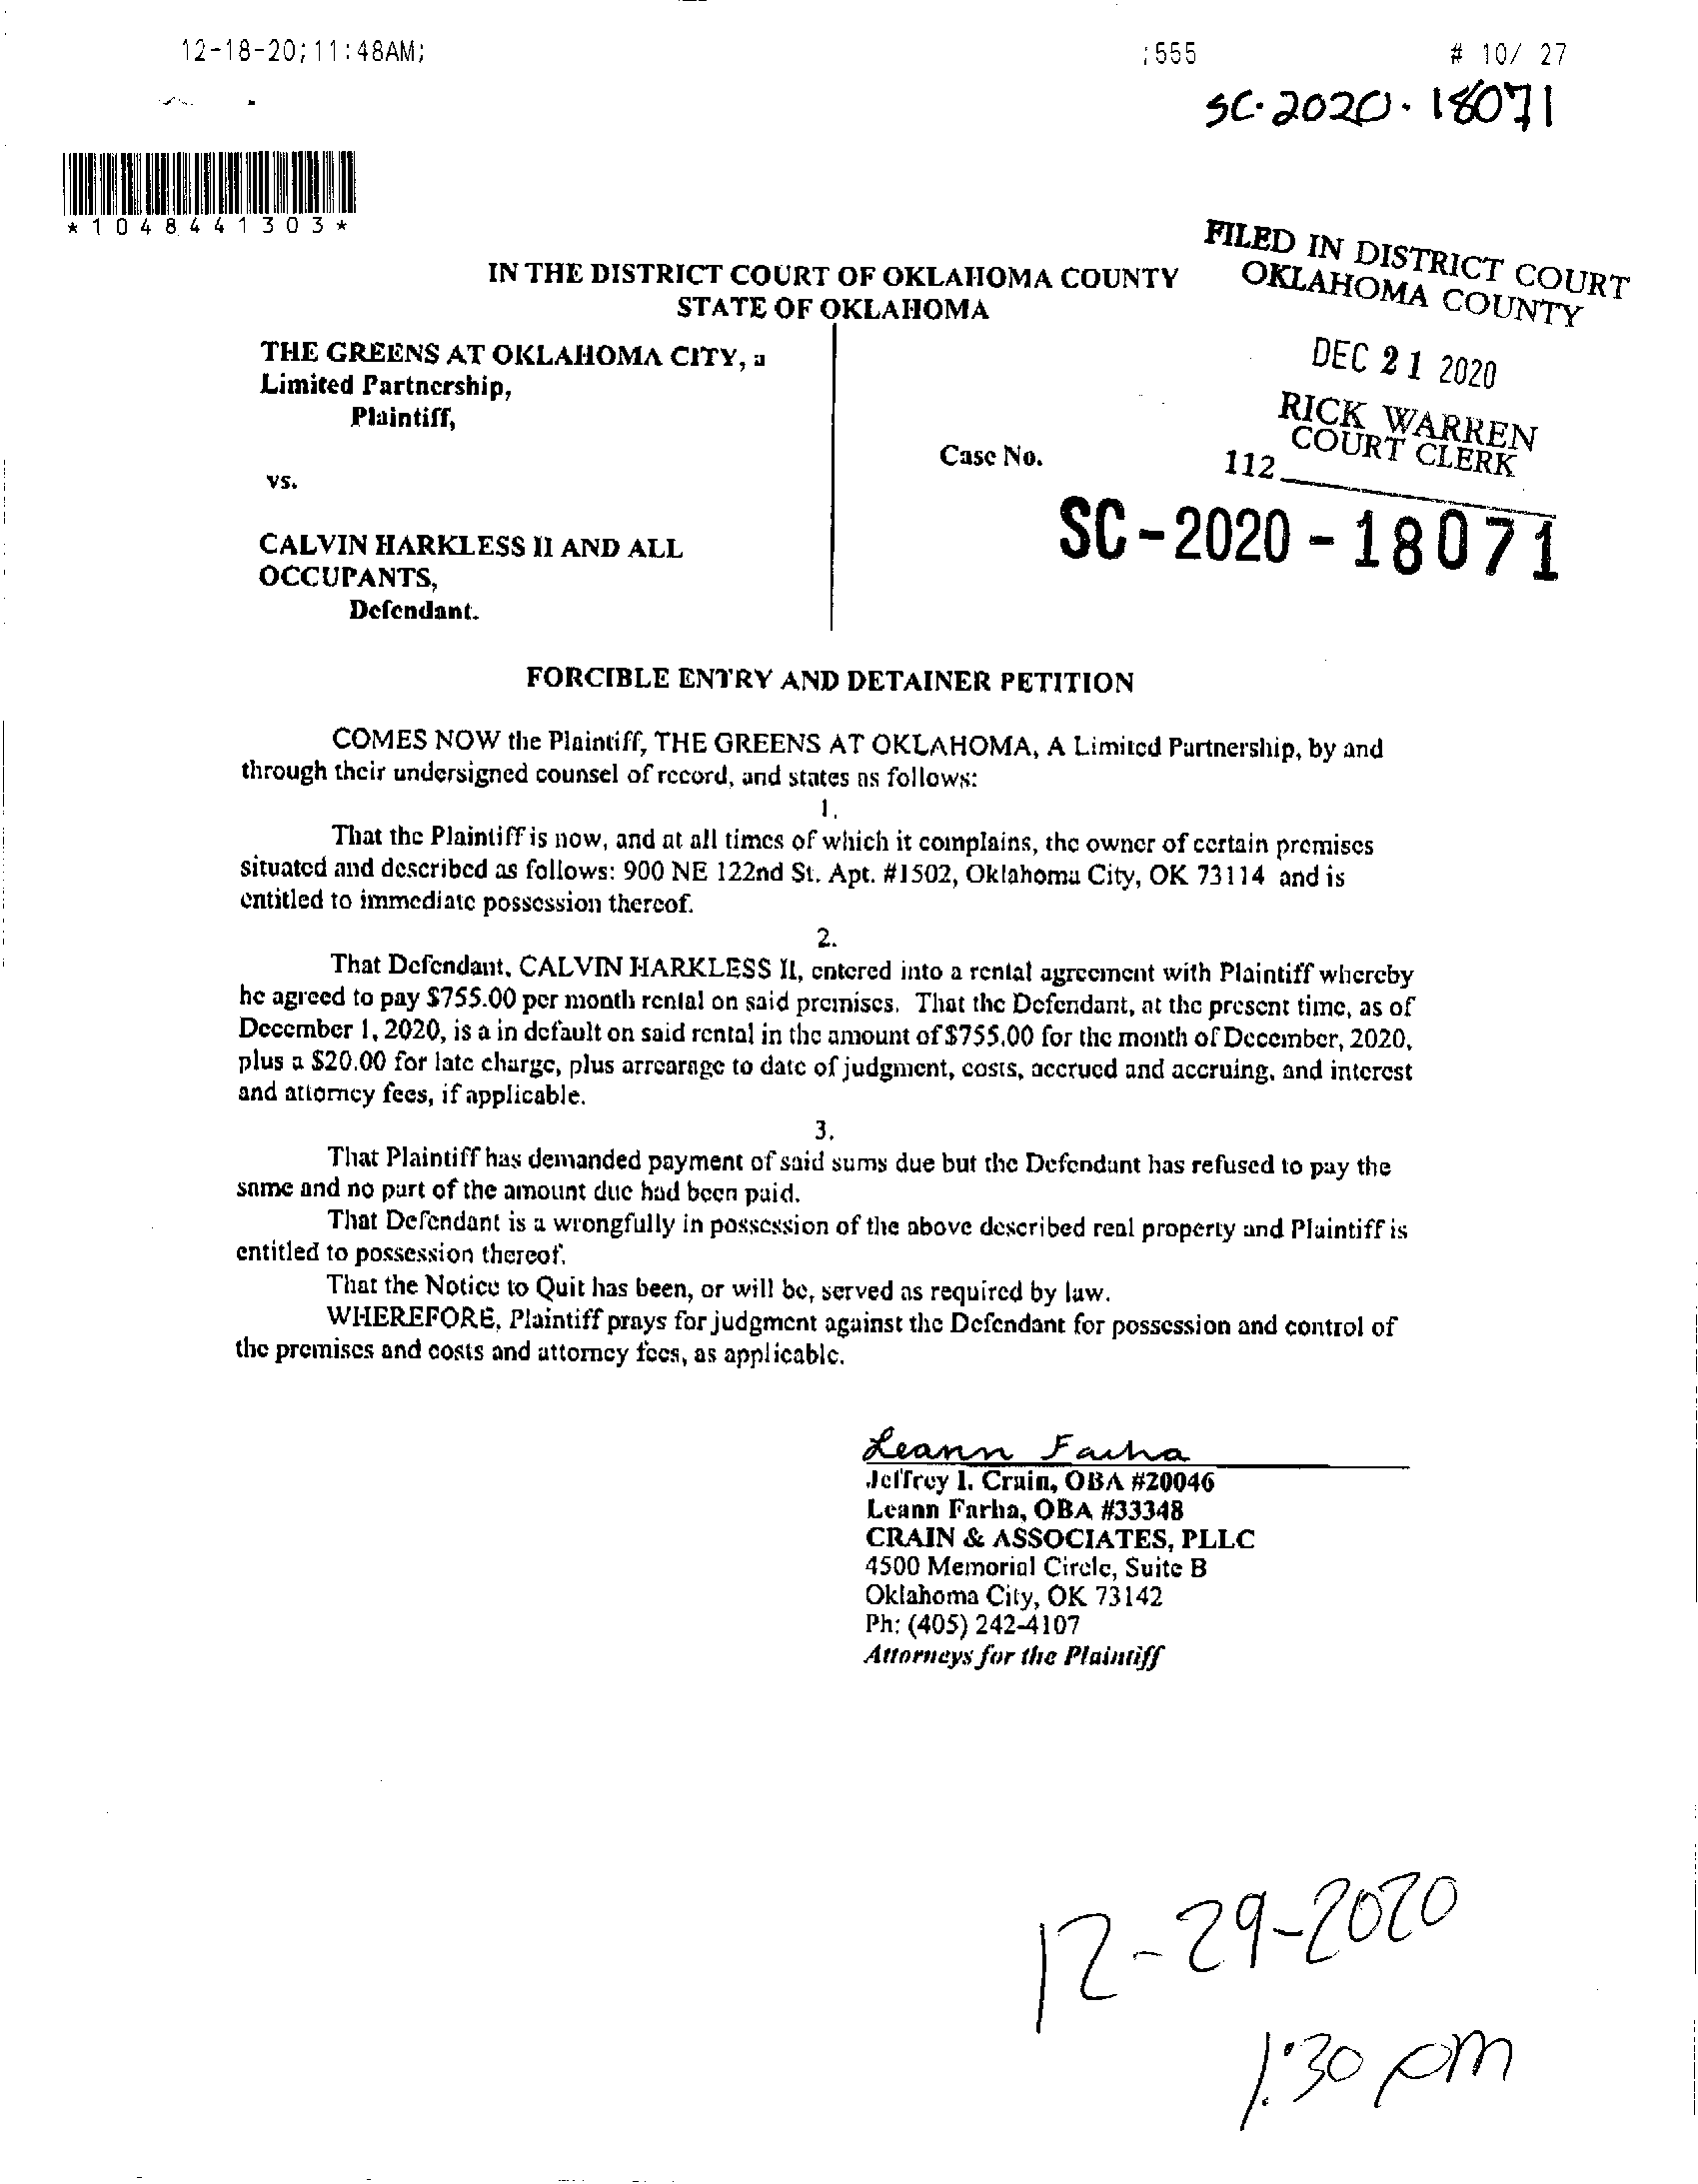 12-18-20;11:48AM; ;555 # 10/ 27
SC-2020-18071
*1048441303*
FILED IN DISTRICT COURT
OKLAHOMA COUNTY
IN THE DISTRICT COURT OF OKLAHOMA COUNTY
STATE OF OKLAHOMA
DEC 21 2020
RICK WARREN
COURT CLERK
112
THE GREENS AT OKLAHOMA CITY, a
Limited Partnership,
Plaintiff,
vs.
CALVIN HARKLESS II AND ALL
OCCUPANTS,
Defendant.
Case No.
SC-2020-18071
FORCIBLE ENTRY AND DETAINER PETITION
COMES NOW the Plaintiff, THE GREENS AT OKLAHOMA, A Limited Partnership, by and
through their undersigned counsel of record, and states as follows:
1.
That the Plaintiff is now, and at all times of which it complains, the owner of certain premises
situated and described as follows: 900 NE 122nd St. Apt. #1502, Oklahoma City, OK 73114 and is
entitled to immediate possession thereof.
2.
That Defendant, CALVIN HARKLESS II, entered into a rental agreement with Plaintiff whereby
he agreed to pay $755.00 per month rental on said premises. That the Defendant, at the present time, as of
December 1, 2020, is a in default on said rental in the amount of $755.00 for the month of December, 2020,
plus a $20.00 for late charge, plus arrearage to date of judgment, costs, accrued and accruing, and interest
and attorney fees, if applicable.
3.
That Plaintiff has demanded payment of said sums due but the Defendant has refused to pay the
same and no part of the amount due had been paid.
That Defendant is a wrongfully in possession of the above described real property and Plaintiff is
entitled to possession thereof.
That the Notice to Quit has been, or will be, served as required by law.
WHEREFORE, Plaintiff prays for judgment against the Defendant for possession and control of
the premises and costs and attorney fees, as applicable.
Leann Farha
Jeffrey I. Crain, OBA #20046
Leann Farha, OBA #33348
CRAIN & ASSOCIATES, PLLC
4500 Memorial Circle, Suite B
Oklahoma City, OK 73142
Ph: (405) 242-4107
Attorneys for the Plaintiff
12-29-2020
1:30 pm